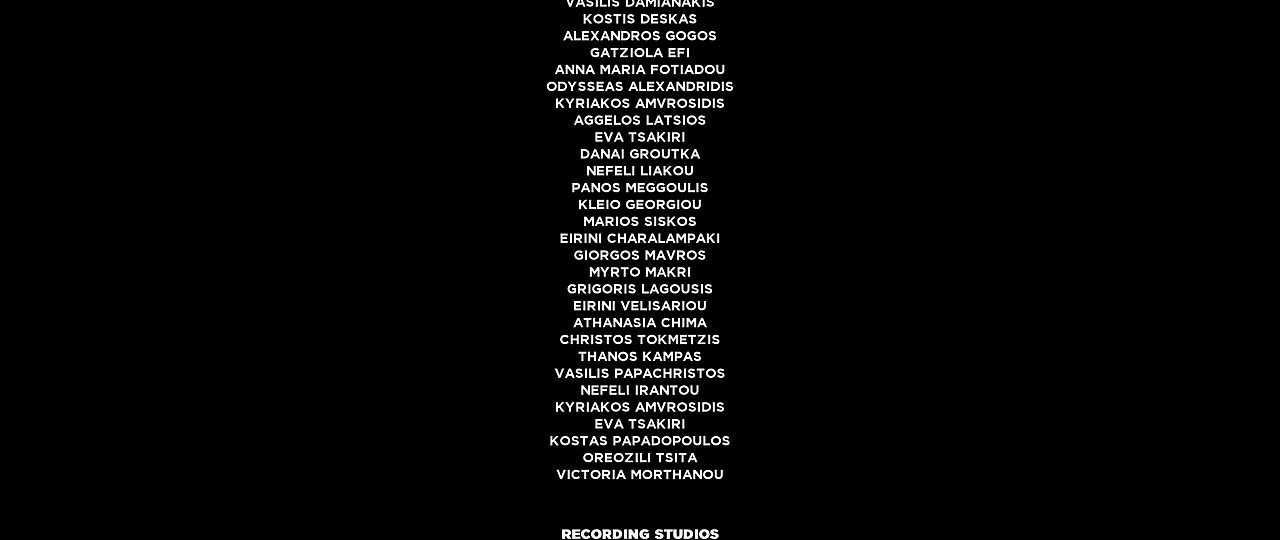 VASILIS DAMIANAKIS
KOSTIS DESKAS
ALEXANDROS GOGOS
GATZIOLA EFI
ANNA MARIA FOTIADOU
ODYSSEAS ALEXANDRIDIS
KYRIAKOS AMVROSIDIS
AGGELOS LATSIOS
EVA TSAKIRI
DANAI GROUTKA
NEFELI LIAKOU
PANOS MEGGOULIS
KLEIO GEORGIOU
MARIOS SISKOS
EIRINI CHARALAMPAKI
GIORGOS MAVROS
MYRTO MAKRI
GRIGORIS LAGOUSIS
EIRINI VELISARIOU
ATHANASIA CHIMA
CHRISTOS TOKMETZIS
THANOS KAMPAS
VASILIS PAPACHRISTOS
NEFELI IRANTOU
KYRIAKOS AMVROSIDIS
EVA TSAKIRI
KOSTAS PAPADOPOULOS
OREOZILI TSITA
VICTORIA MORTHANOU
RECORDING STUDIOS